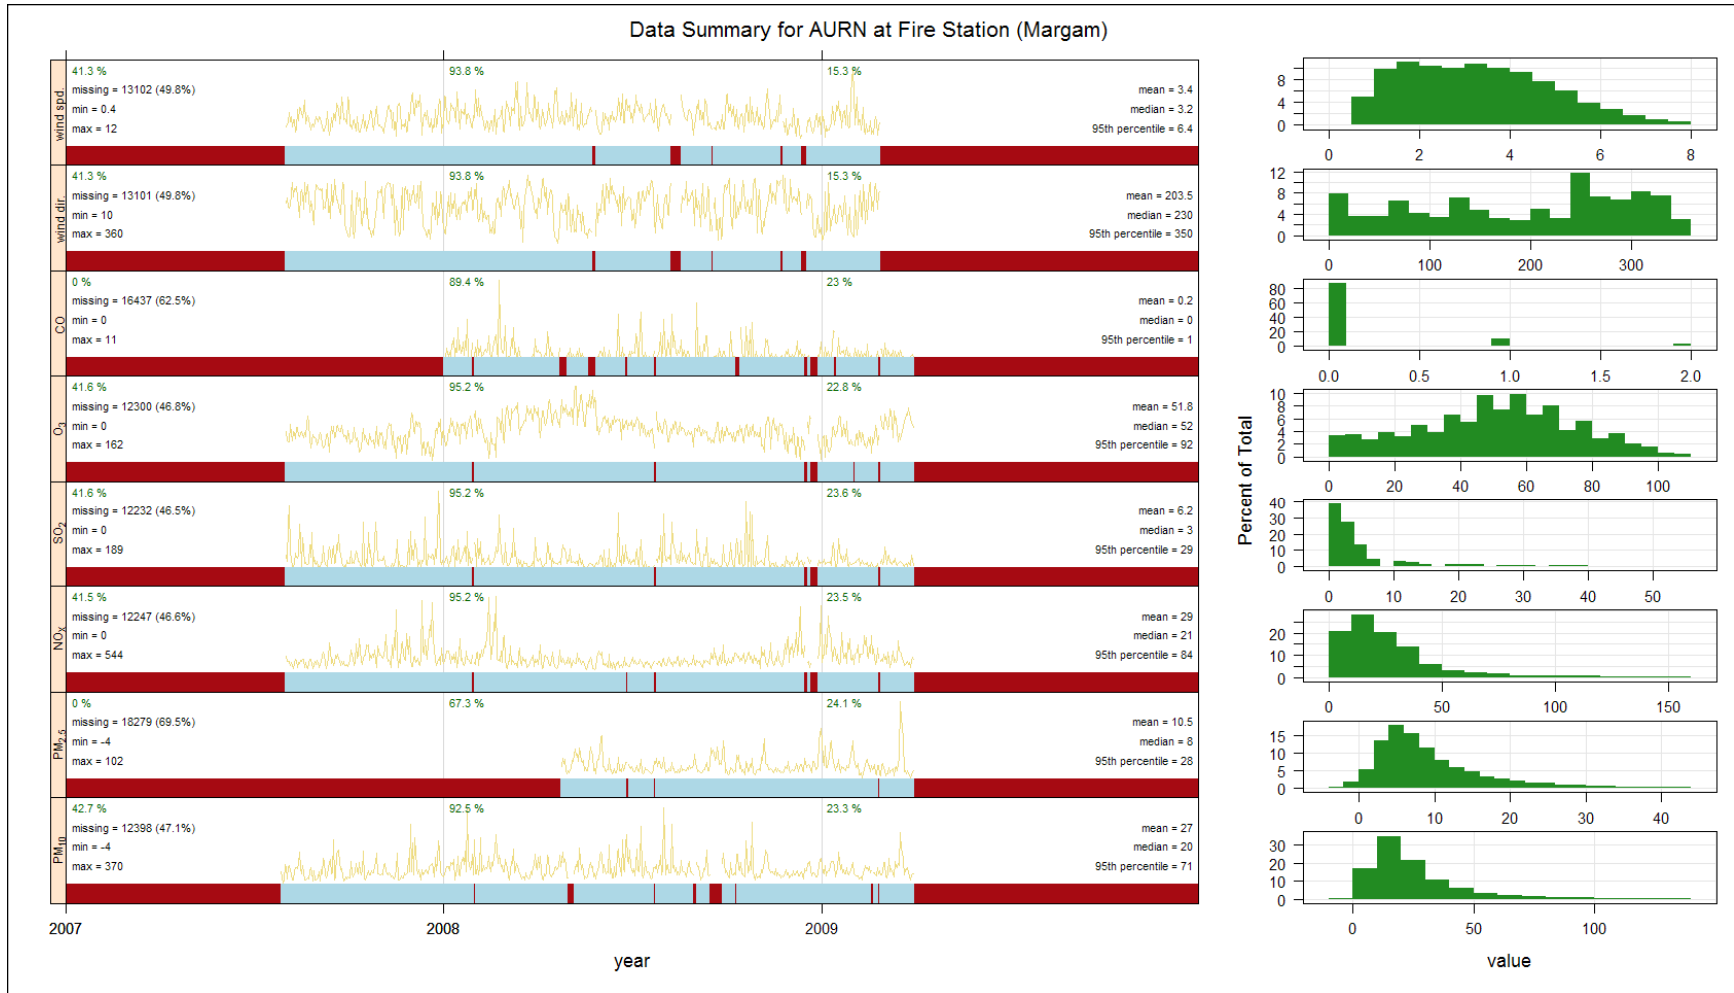 Data Summary for AURN at Fire Station (Margam)
wind spd.
41.3 % 93.8 % 15.3 %
missing = 13102 (49.8%)
min = 0.4
max = 12
mean = 3.4
median = 3.2
95th percentile = 6.4
wind dir.
41.3 % 93.8 % 15.3 %
missing = 13101 (49.8%)
min = 10
max = 360
mean = 203.5
median = 230
95th percentile = 350
CO
0 % 89.4 % 23 %
missing = 16437 (62.5%)
min = 0
max = 11
mean = 0.2
median = 0
95th percentile = 1
O3
41.6 % 95.2 % 22.8 %
missing = 12300 (46.8%)
min = 0
max = 162
mean = 51.8
median = 52
95th percentile = 92
SO2
41.6 % 95.2 % 23.6 %
missing = 12232 (46.5%)
min = 0
max = 189
mean = 6.2
median = 3
95th percentile = 29
NOX
41.5 % 95.2 % 23.5 %
missing = 12247 (46.6%)
min = 0
max = 544
mean = 29
median = 21
95th percentile = 84
PM2.5
0 % 67.3 % 24.1 %
missing = 18279 (69.5%)
min = -4
max = 102
mean = 10.5
median = 8
95th percentile = 28
PM10
42.7 % 92.5 % 23.3 %
missing = 12398 (47.1%)
min = -4
max = 370
mean = 27
median = 20
95th percentile = 71
2007 2008 2009
year
Percent of Total
8
4
0
0 2 4 6 8
12
8
4
0
0 100 200 300
80
60
40
20
0
0.0 0.5 1.0 1.5 2.0
10
8
6
4
2
0
0 20 40 60 80 100
40
30
20
10
0
0 10 20 30 40 50
20
10
0
0 50 100 150
15
10
5
0
0 10 20 30 40
30
20
10
0
0 50 100
value